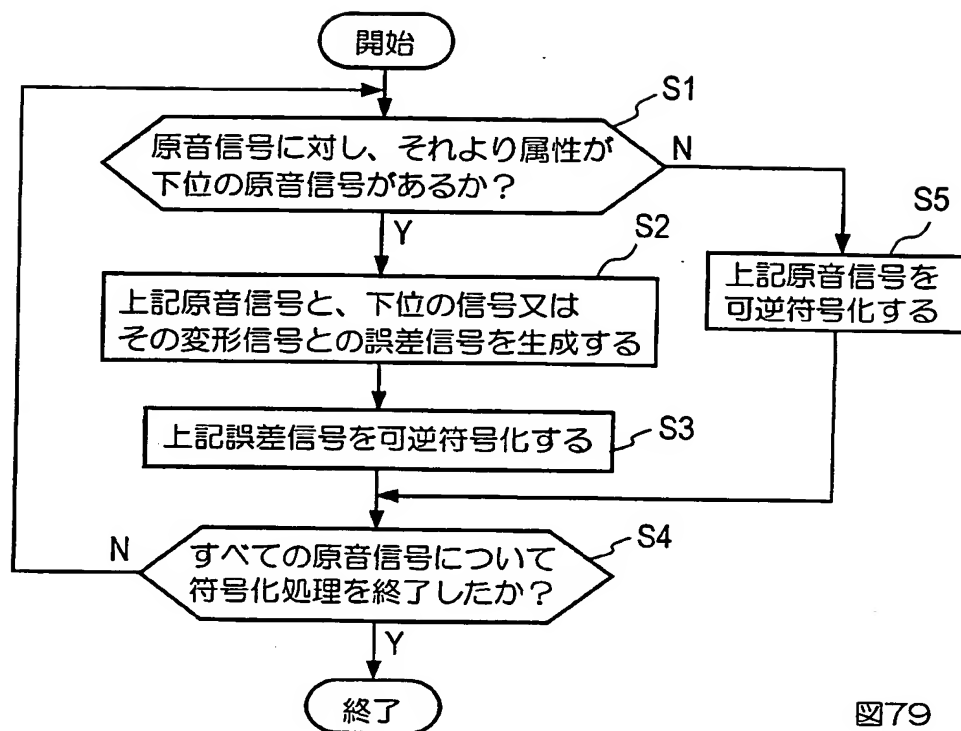 開始
S1
原音信号に対し、それより属性が
下位の原音信号があるか？
N
Y
S2
上記原音信号と、下位の信号又は
その変形信号との誤差信号を生成する
S5
上記原音信号を
可逆符号化する
上記誤差信号を可逆符号化する
S3
N
すべての原音信号について
符号化処理を終了したか？
S4
Y
終了
図79